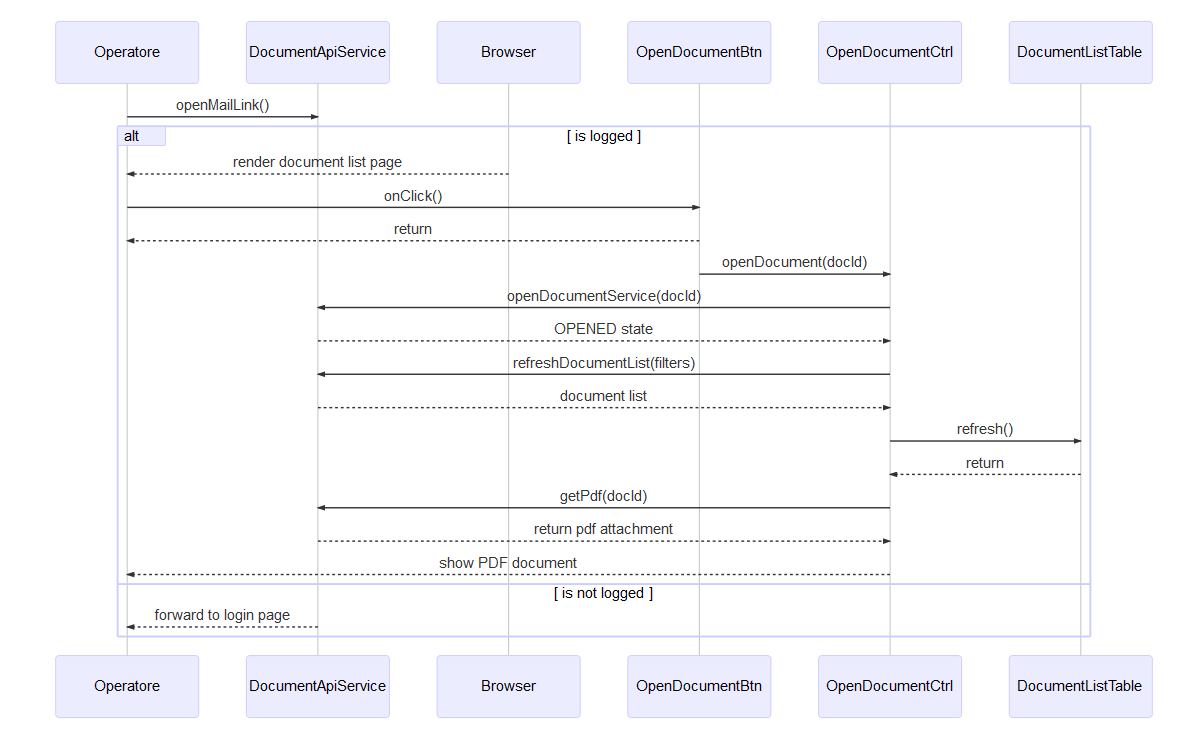 Operatore
DocumentApiService
Browser
OpenDocumentBtn
OpenDocumentCtrl
DocumentListTable
openMailLink()
alt
[ is logged ]
render document list page
onClick()
return
openDocument(docId)
openDocumentService(docId)
OPENED state
refreshDocumentList(filters)
document list
refresh()
return
getPdf(docId)
return pdf attachment
show PDF document
[ is not logged ]
forward to login page
Operatore
DocumentApiService
Browser
OpenDocumentBtn
OpenDocumentCtrl
DocumentListTable